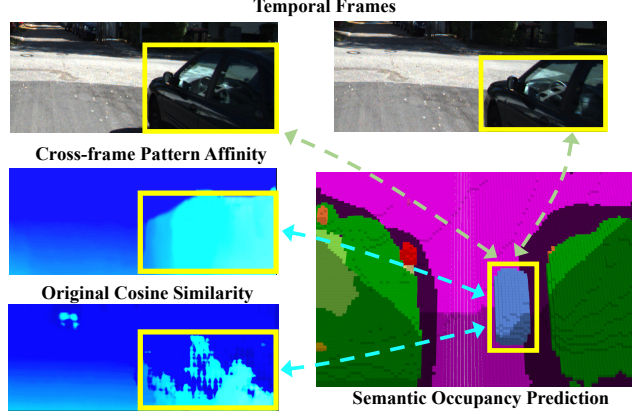 Temporal Frames
Cross-frame Pattern Affinity
Original Cosine Similarity
Semantic Occupancy Prediction